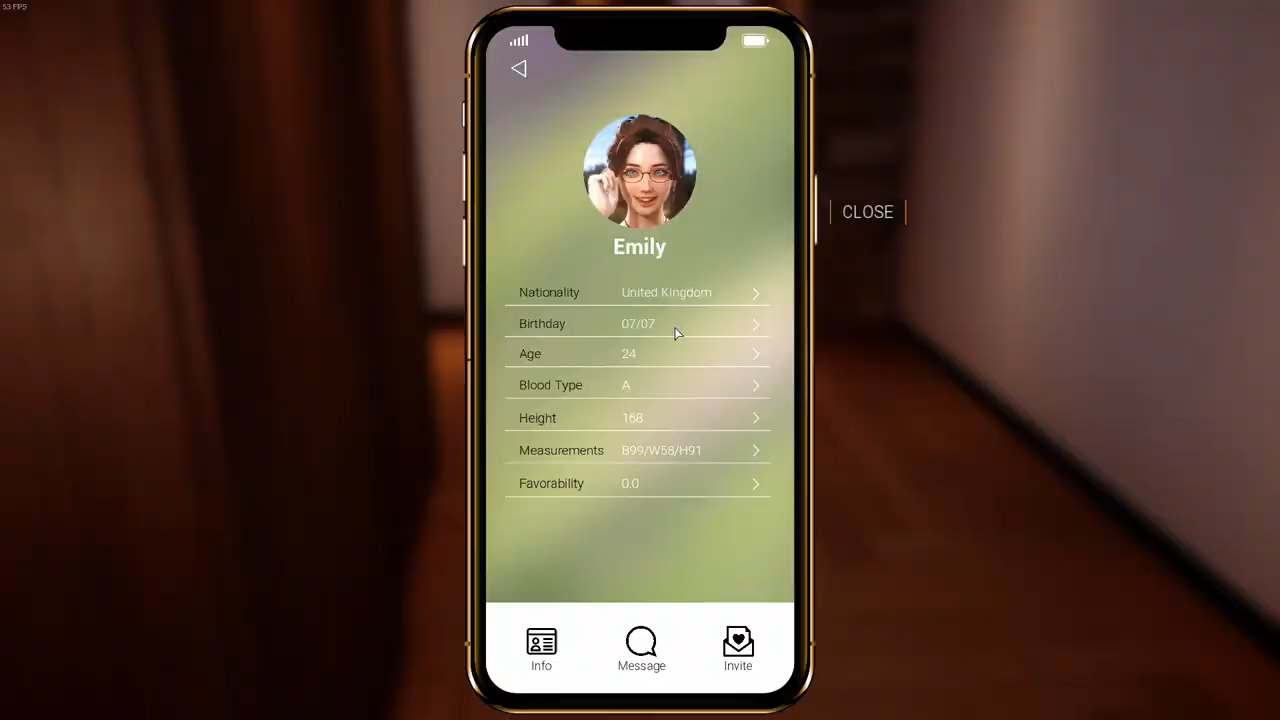 53 FPS
CLOSE
Emily
Nationality United Kingdom
Birthday 07/07
Age 24
Blood Type A
Height 168
Measurements B99/W58/H91
Favorability 0.0
Info Message Invite